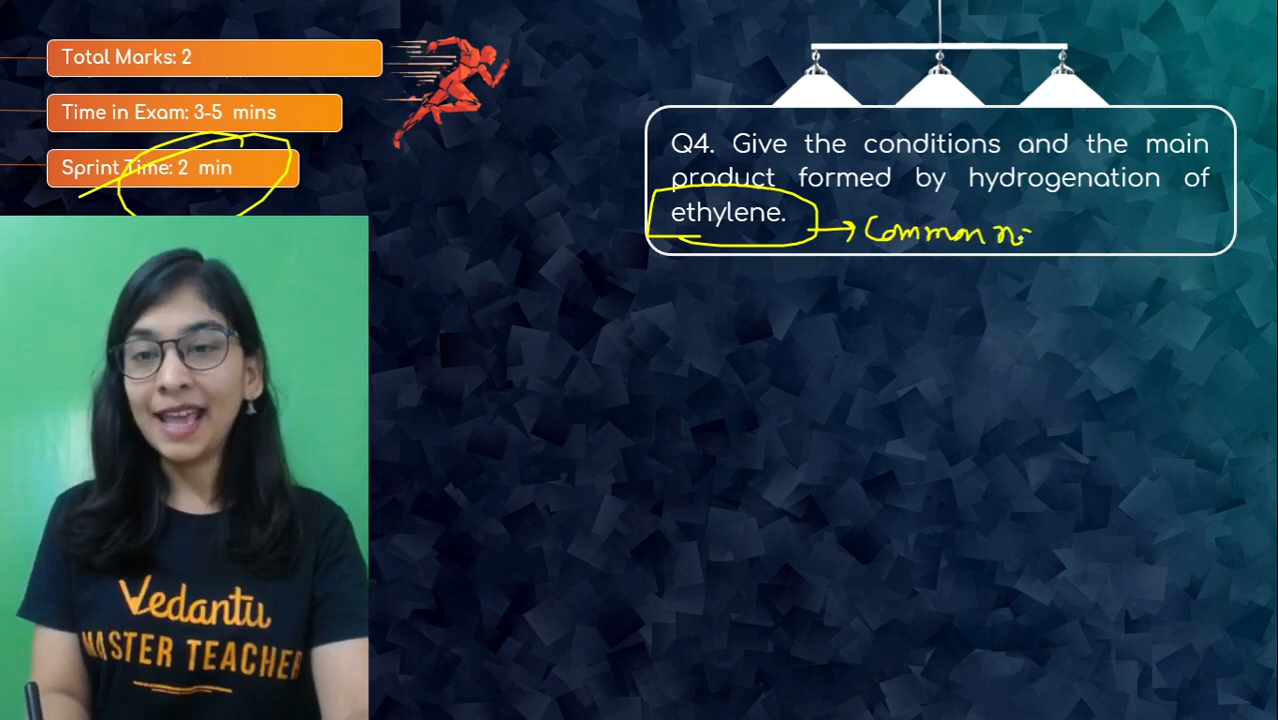 Total Marks: 2
Time in Exam: 3-5 mins
Sprint Time: 2 min
Q4. Give the conditions and the main
product formed by hydrogenation of
ethylene.
Common
Vedantu
MASTER TEACHER